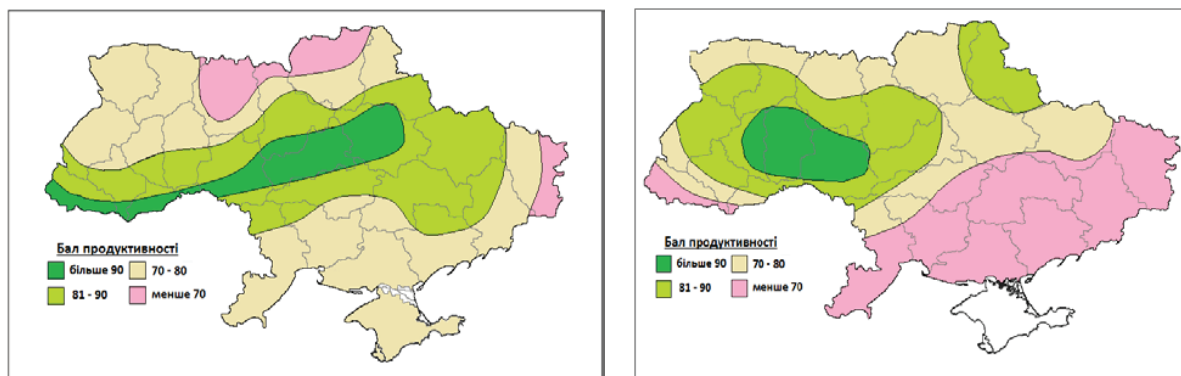 Бал продуктивності
більше 90 70 - 80
81 - 90 менше 70
Бал продуктивності
більше 90 70 - 80
81 - 90 менше 70